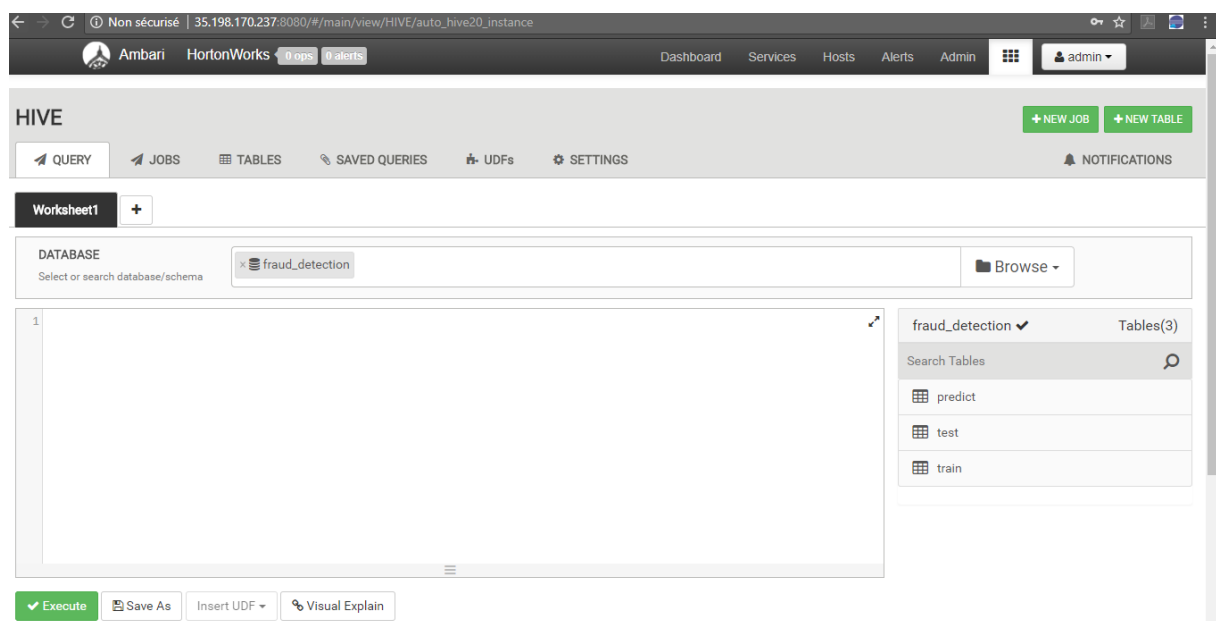 Non sécurisé | 35.198.170.237:8080/#/main/view/HIVE/auto_hive20_instance
Ambari HortonWorks 0 ops 0 alerts Dashboard Services Hosts Alerts Admin admin
HIVE
+ NEW JOB + NEW TABLE
QUERY JOBS TABLES SAVED QUERIES UDFs SETTINGS NOTIFICATIONS
Worksheet1 +
DATABASE
Select or search database/schema
× fraud_detection
Browse
1
fraud_detection Tables(3)
Search Tables
predict
test
train
Execute Save As Insert UDF Visual Explain